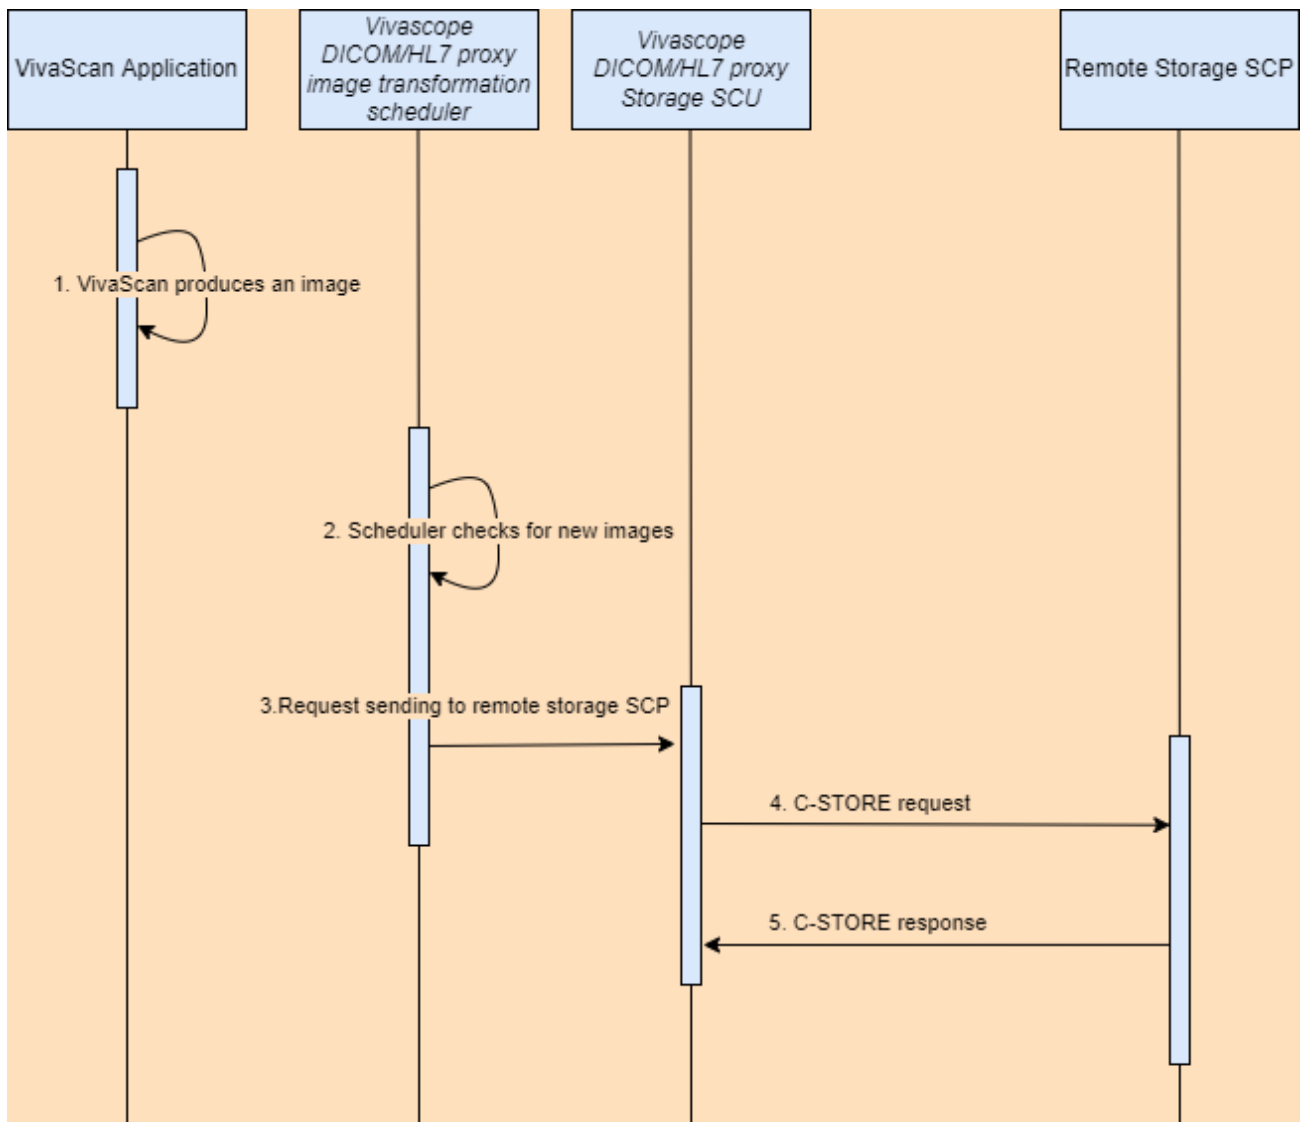 VivaScan Application
Vivascope
DICOM/HL7 proxy
image transformation
scheduler
Vivascope
DICOM/HL7 proxy
Storage SCU
Remote Storage SCP
1. VivaScan produces an image
2. Scheduler checks for new images
3.Request sending to remote storage SCP
4. C-STORE request
5. C-STORE response